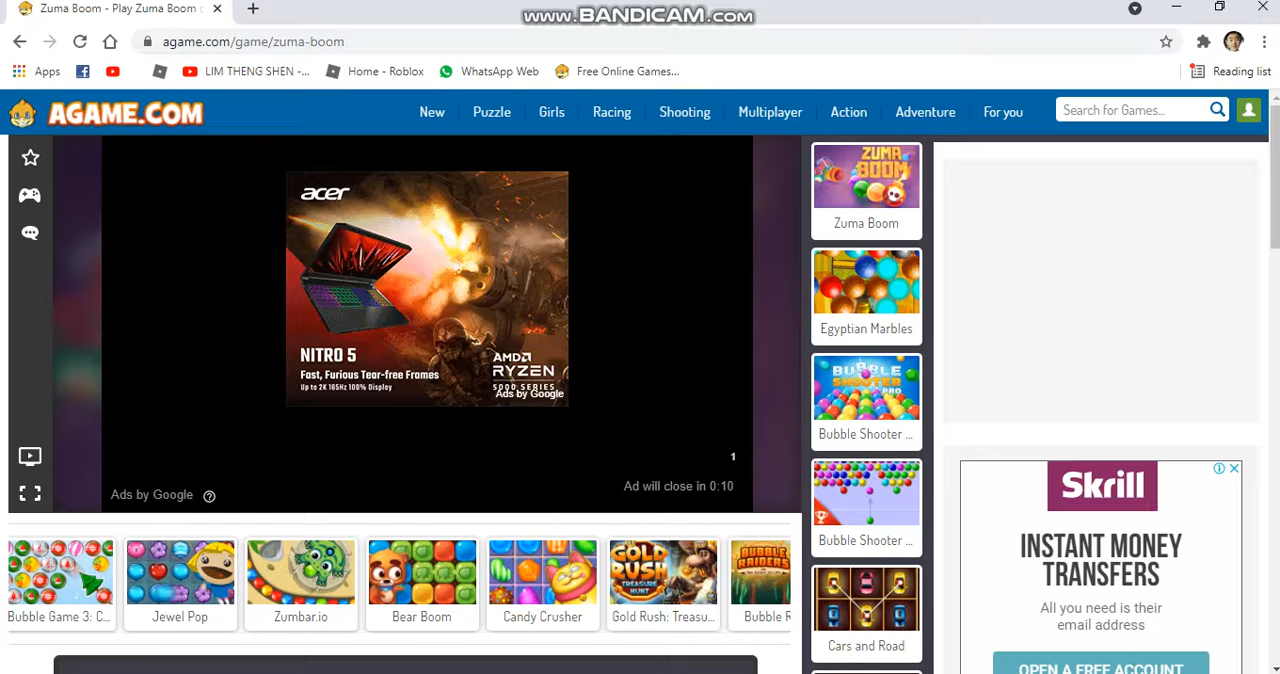 Zuma Boom - Play Zuma Boom
www.BANDICAM.com
agame.com/game/zuma-boom
Apps
LIM THENG SHEN -...
Home - Roblox
WhatsApp Web
Free Online Games...
Reading list
AGAME.COM
New
Puzzle
Girls
Racing
Shooting
Multiplayer
Action
Adventure
For you
Search for Games...
acer
NITRO 5
Fast, Furious Tear-free Frames
Up to 2K 165Hz 100% Display
AMD
RYZEN
5000 SERIES
Ads by Google
1
Ads by Google
Ad will close in 0:10
ZUMA
BOOM
Zuma Boom
Egyptian Marbles
BUBBLE
SHOOTER
PRO
Bubble Shooter ...
Bubble Shooter ...
Cars and Road
Skrill
INSTANT MONEY
TRANSFERS
All you need is their
email address
OPEN A FREE ACCOUNT
Bubble Game 3: C...
Jewel Pop
Zumbar.io
Bear Boom
Candy Crusher
GOLD
RUSH
TREASURE
HUNT
Gold Rush: Treasu...
BUBBLE
RAIDERS
Bubble R